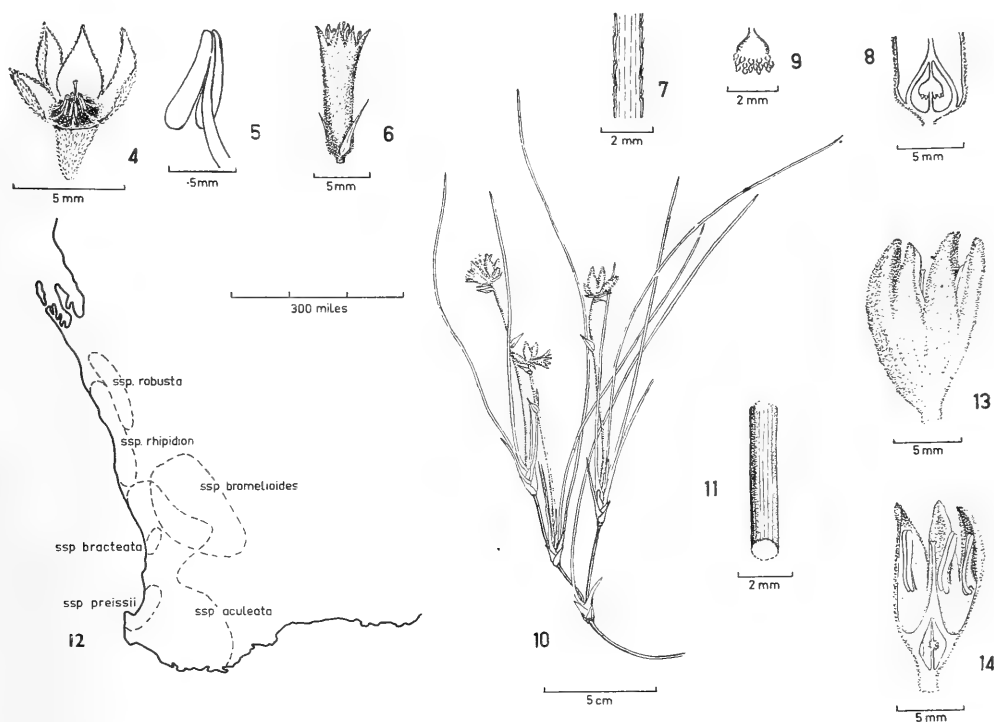 4
5 mm
5
·5mm
6
5 mm
7
2 mm
9
2 mm
8
5 mm
300 miles
ssp. robusta
ssp. rhipidion
ssp bromelioides
ssp bracteata
ssp preissii
ssp aculeata
12
10
5 cm
11
2 mm
13
5 mm
14
5 mm